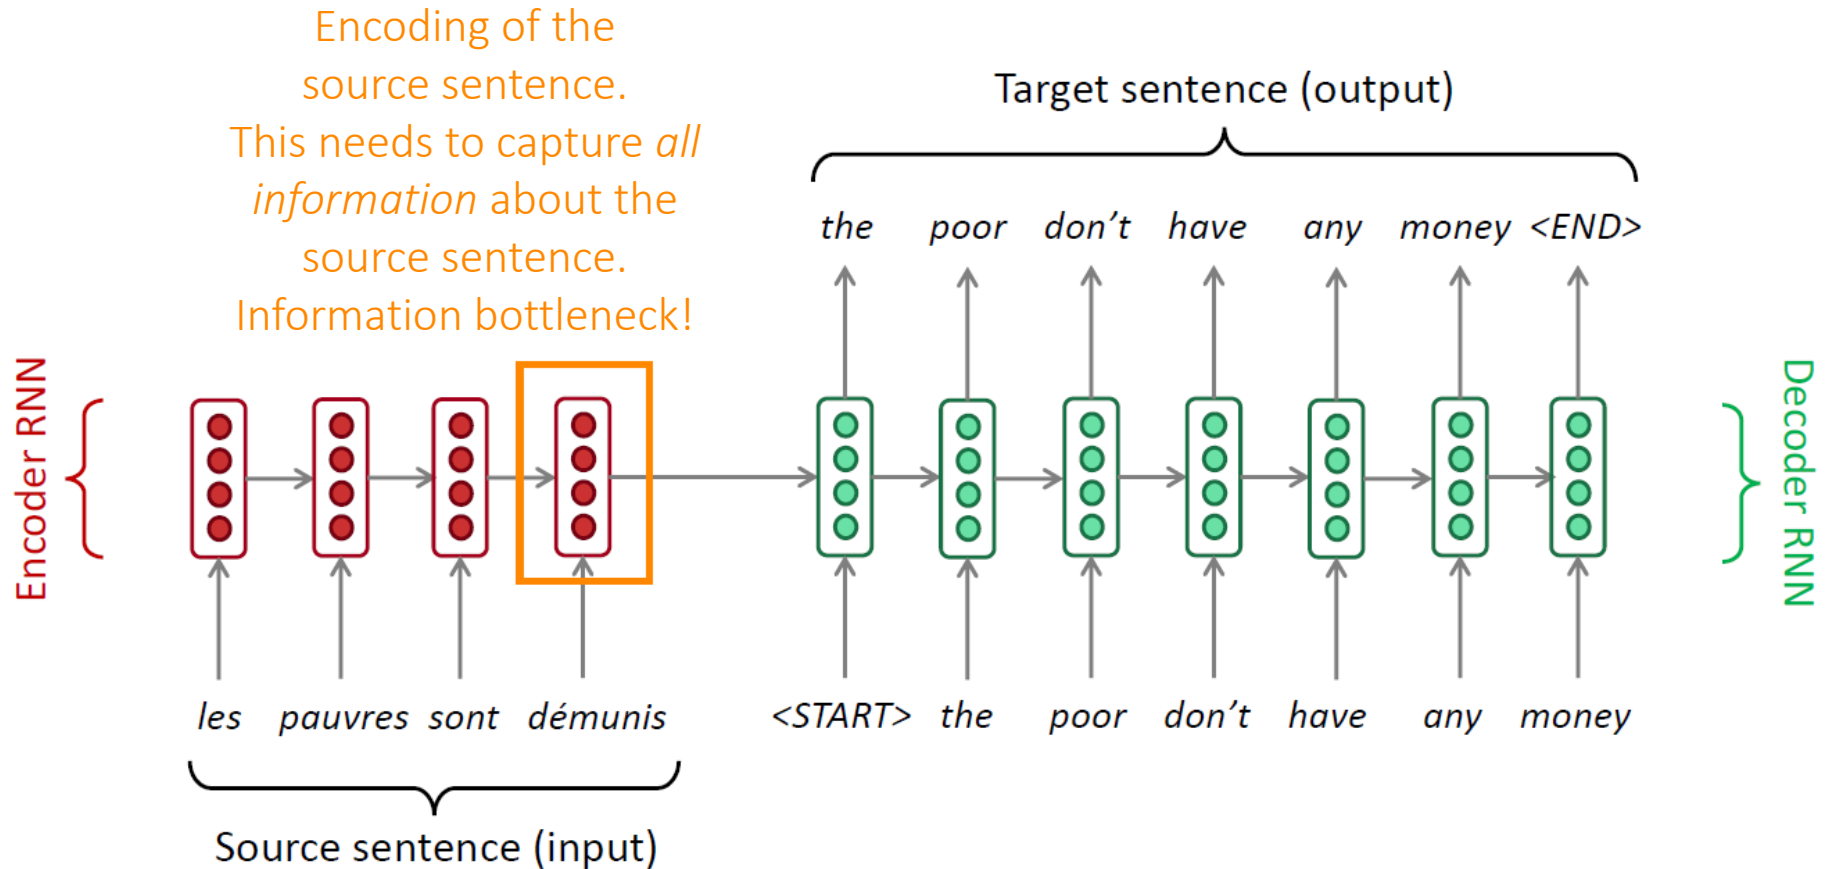 Encoding of the
source sentence.
This needs to capture all
information about the
source sentence.
Information bottleneck!
Target sentence (output)
the poor don't have any money <END>
Encoder RNN
Decoder RNN
les pauvres sont démunis
<START> the poor don't have any money
Source sentence (input)